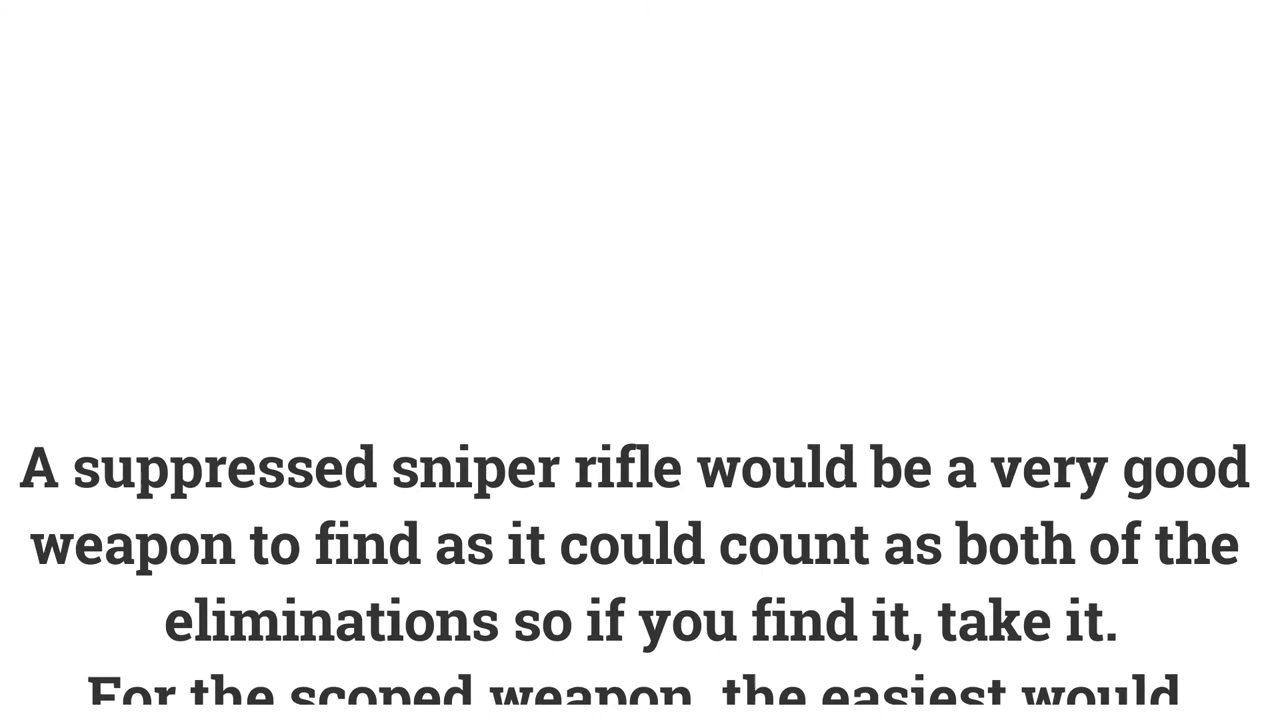 A suppressed sniper rifle would be a very good
weapon to find as it could count as both of the
eliminations so if you find it, take it.
For the scoped weapon, the easiest would